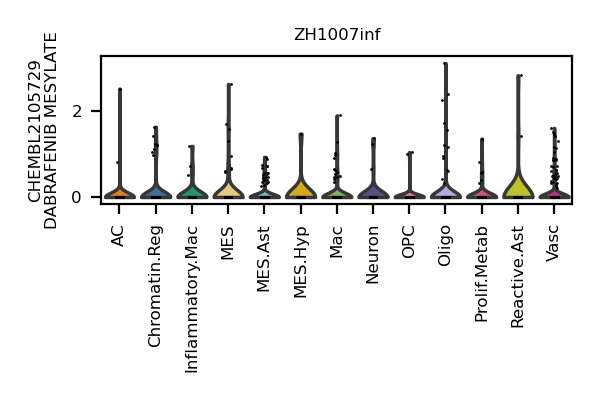 ZH1007inf
CHEMBL2105729
DABRAFENIB MESYLATE
2
0
AC
Chromatin.Reg
Inflammatory.Mac
MES
MES.Ast
MES.Hyp
Mac
Neuron
OPC
Oligo
Prolif.Metab
Reactive.Ast
Vasc